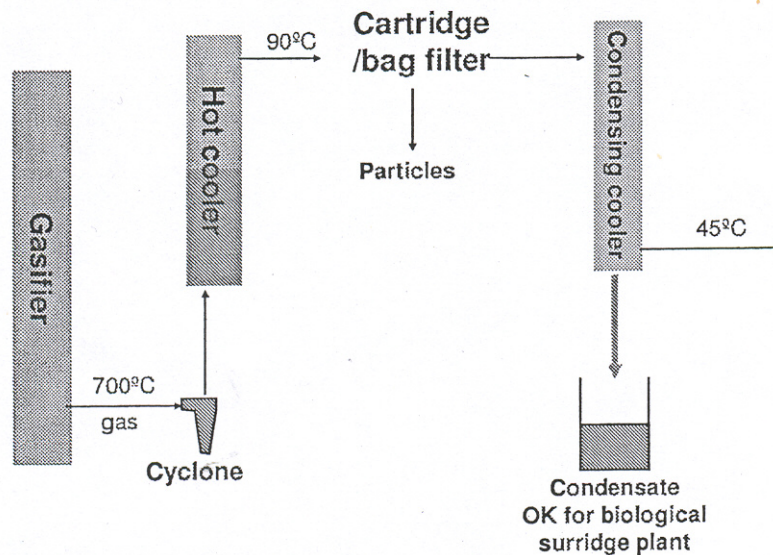 Gasifier
700ºC
gas
Cyclone
Hot cooler
90ºC
Cartridge
/bag filter
Particles
Condensing cooler
45ºC
Condensate
OK for biological
surridge plant